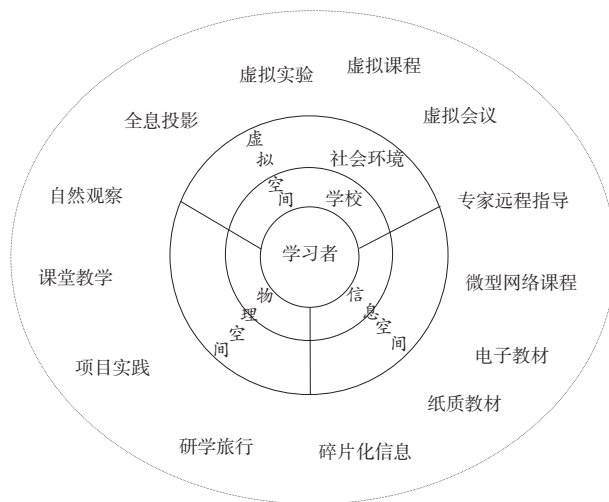 虚拟实验
虚拟课程
全息投影
虚拟会议
虚拟空间
社会环境
自然观察
学校
专家远程指导
学习者
课堂教学
微型网络课程
物理空间
信息空间
项目实践
电子教材
纸质教材
研学旅行
碎片化信息